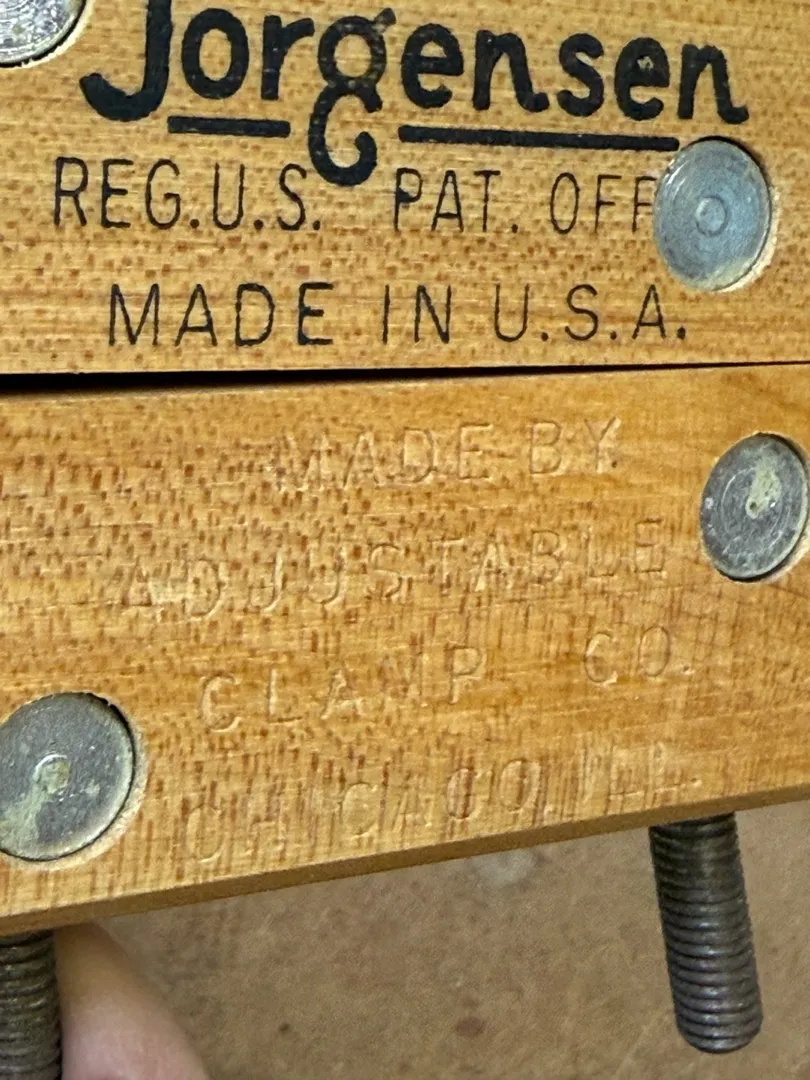 Jorgensen
REG.U.S. PAT. OFF
MADE IN U.S.A.
MADE BY
ADJUSTABLE
CLAMP CO.
CHICAGO, ILL.